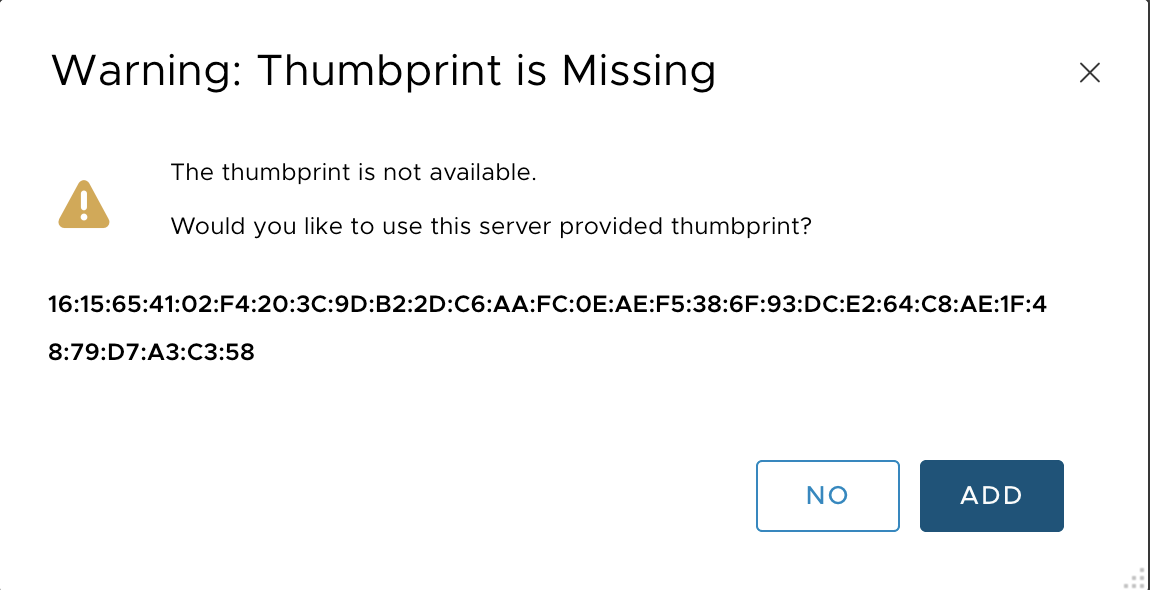 Warning: Thumbprint is Missing
The thumbprint is not available.
Would you like to use this server provided thumbprint?
16:15:65:41:02:F4:20:3C:9D:B2:2D:C6:AA:FC:0E:AE:F5:38:6F:93:DC:E2:64:C8:AE:1F:4
8:79:D7:A3:C3:58
NO
ADD